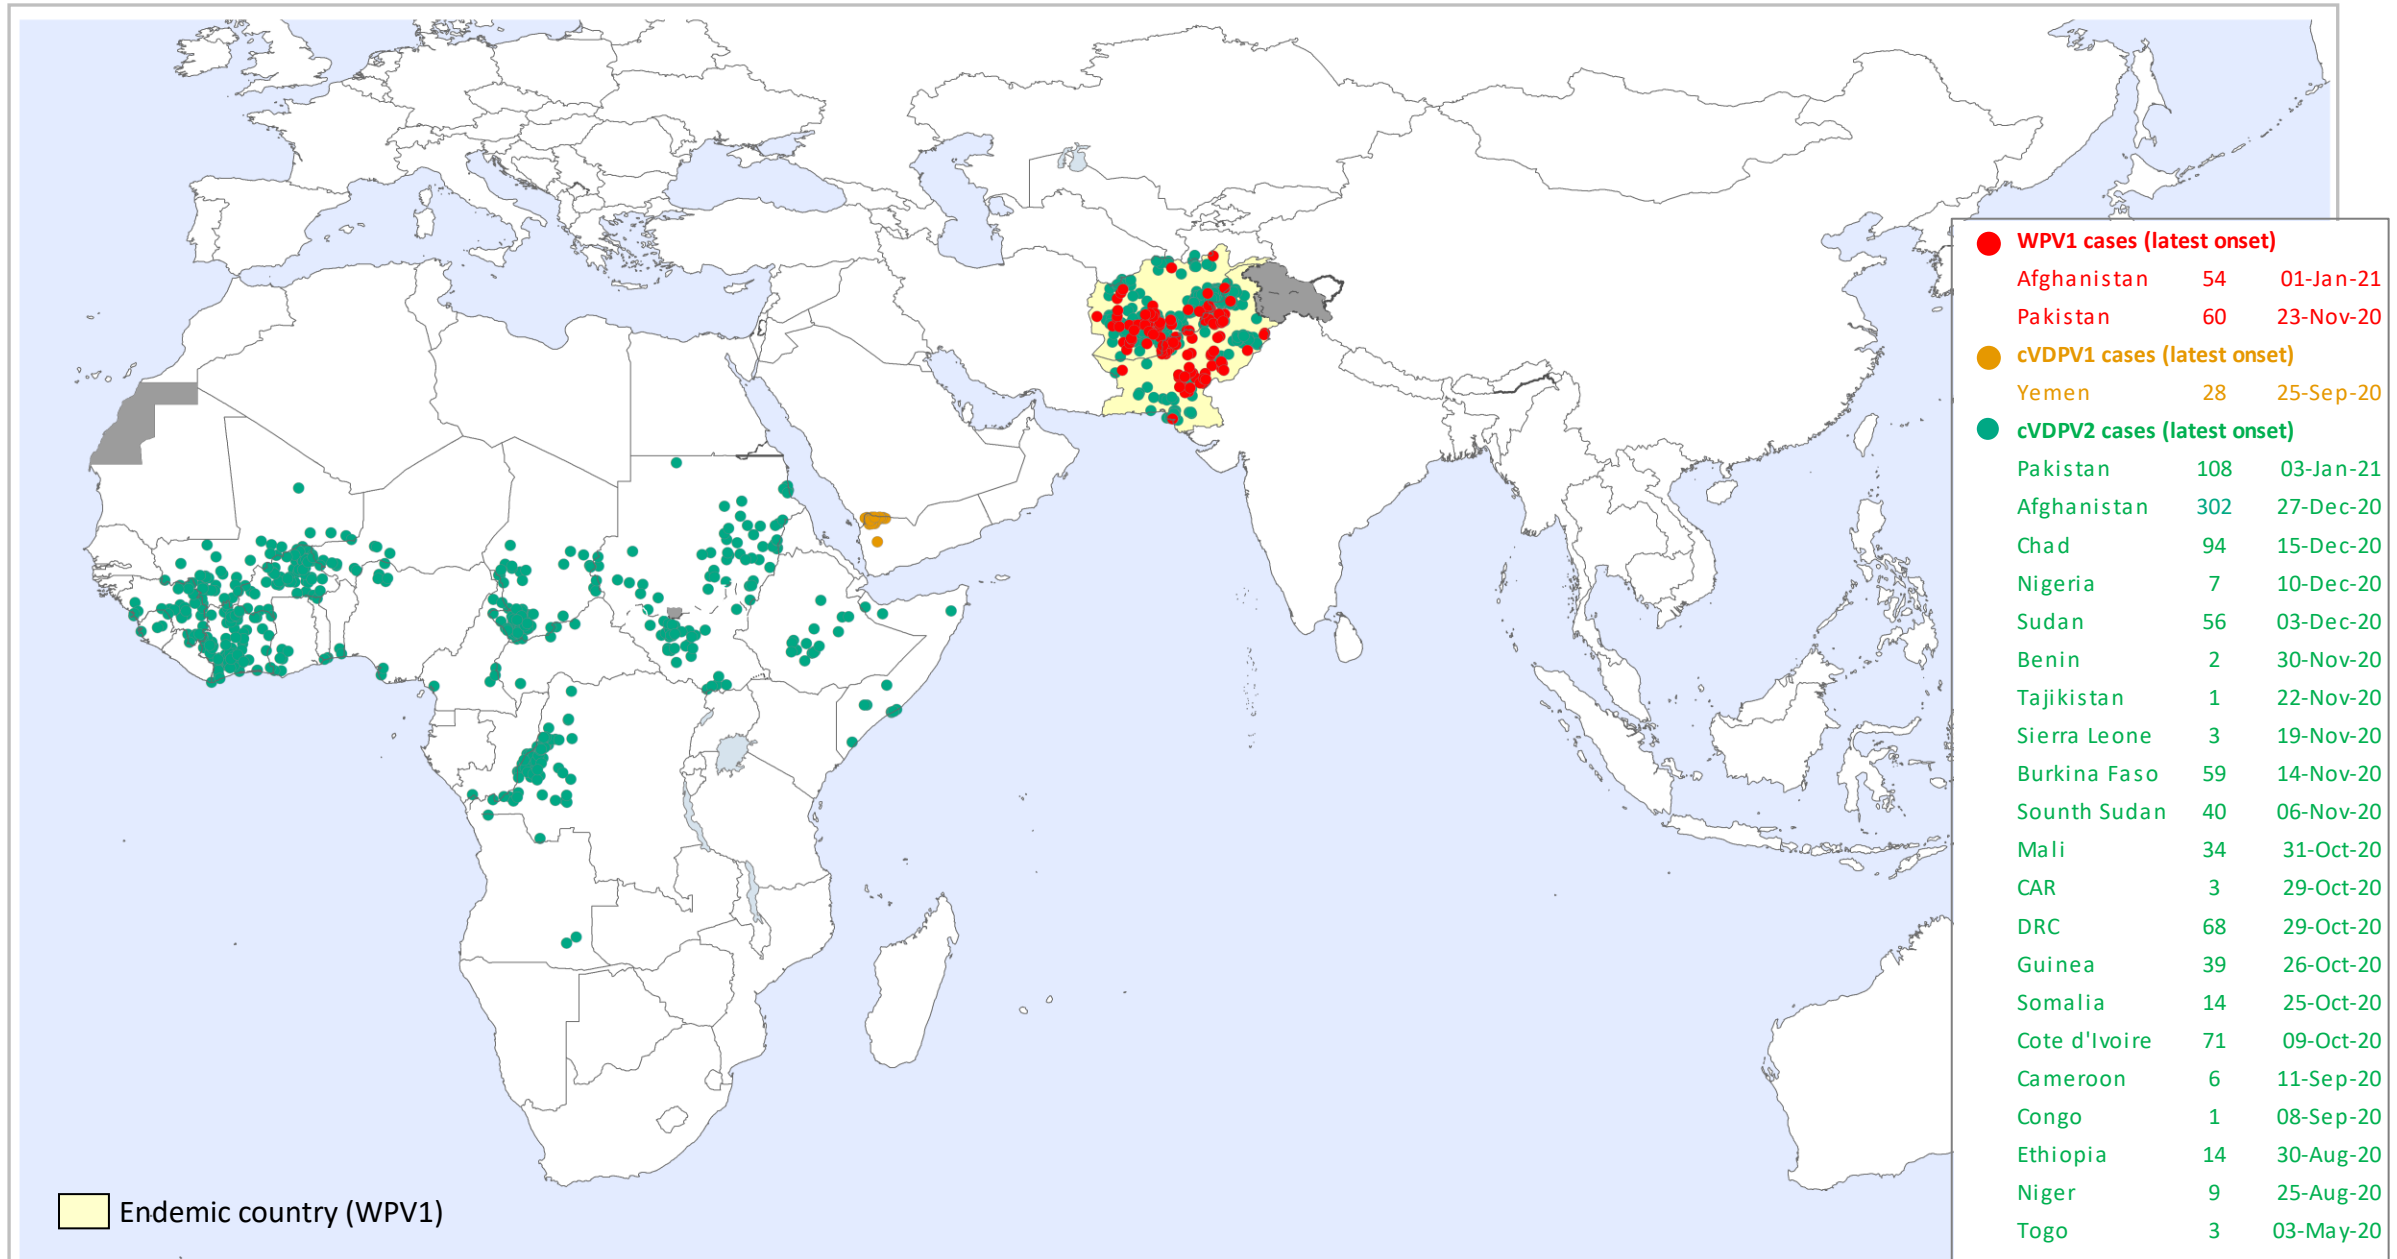 WPV1 cases (latest onset)
Afghanistan 54 01-Jan-21
Pakistan 60 23-Nov-20
cVDPV1 cases (latest onset)
Yemen 28 25-Sep-20
cVDPV2 cases (latest onset)
Pakistan 108 03-Jan-21
Afghanistan 302 27-Dec-20
Chad 94 15-Dec-20
Nigeria 7 10-Dec-20
Sudan 56 03-Dec-20
Benin 2 30-Nov-20
Tajikistan 1 22-Nov-20
Sierra Leone 3 19-Nov-20
Burkina Faso 59 14-Nov-20
Sounth Sudan 40 06-Nov-20
Mali 34 31-Oct-20
CAR 3 29-Oct-20
DRC 68 29-Oct-20
Guinea 39 26-Oct-20
Somalia 14 25-Oct-20
Cote d'Ivoire 71 09-Oct-20
Cameroon 6 11-Sep-20
Congo 1 08-Sep-20
Ethiopia 14 30-Aug-20
Niger 9 25-Aug-20
Togo 3 03-May-20
Endemic country (WPV1)